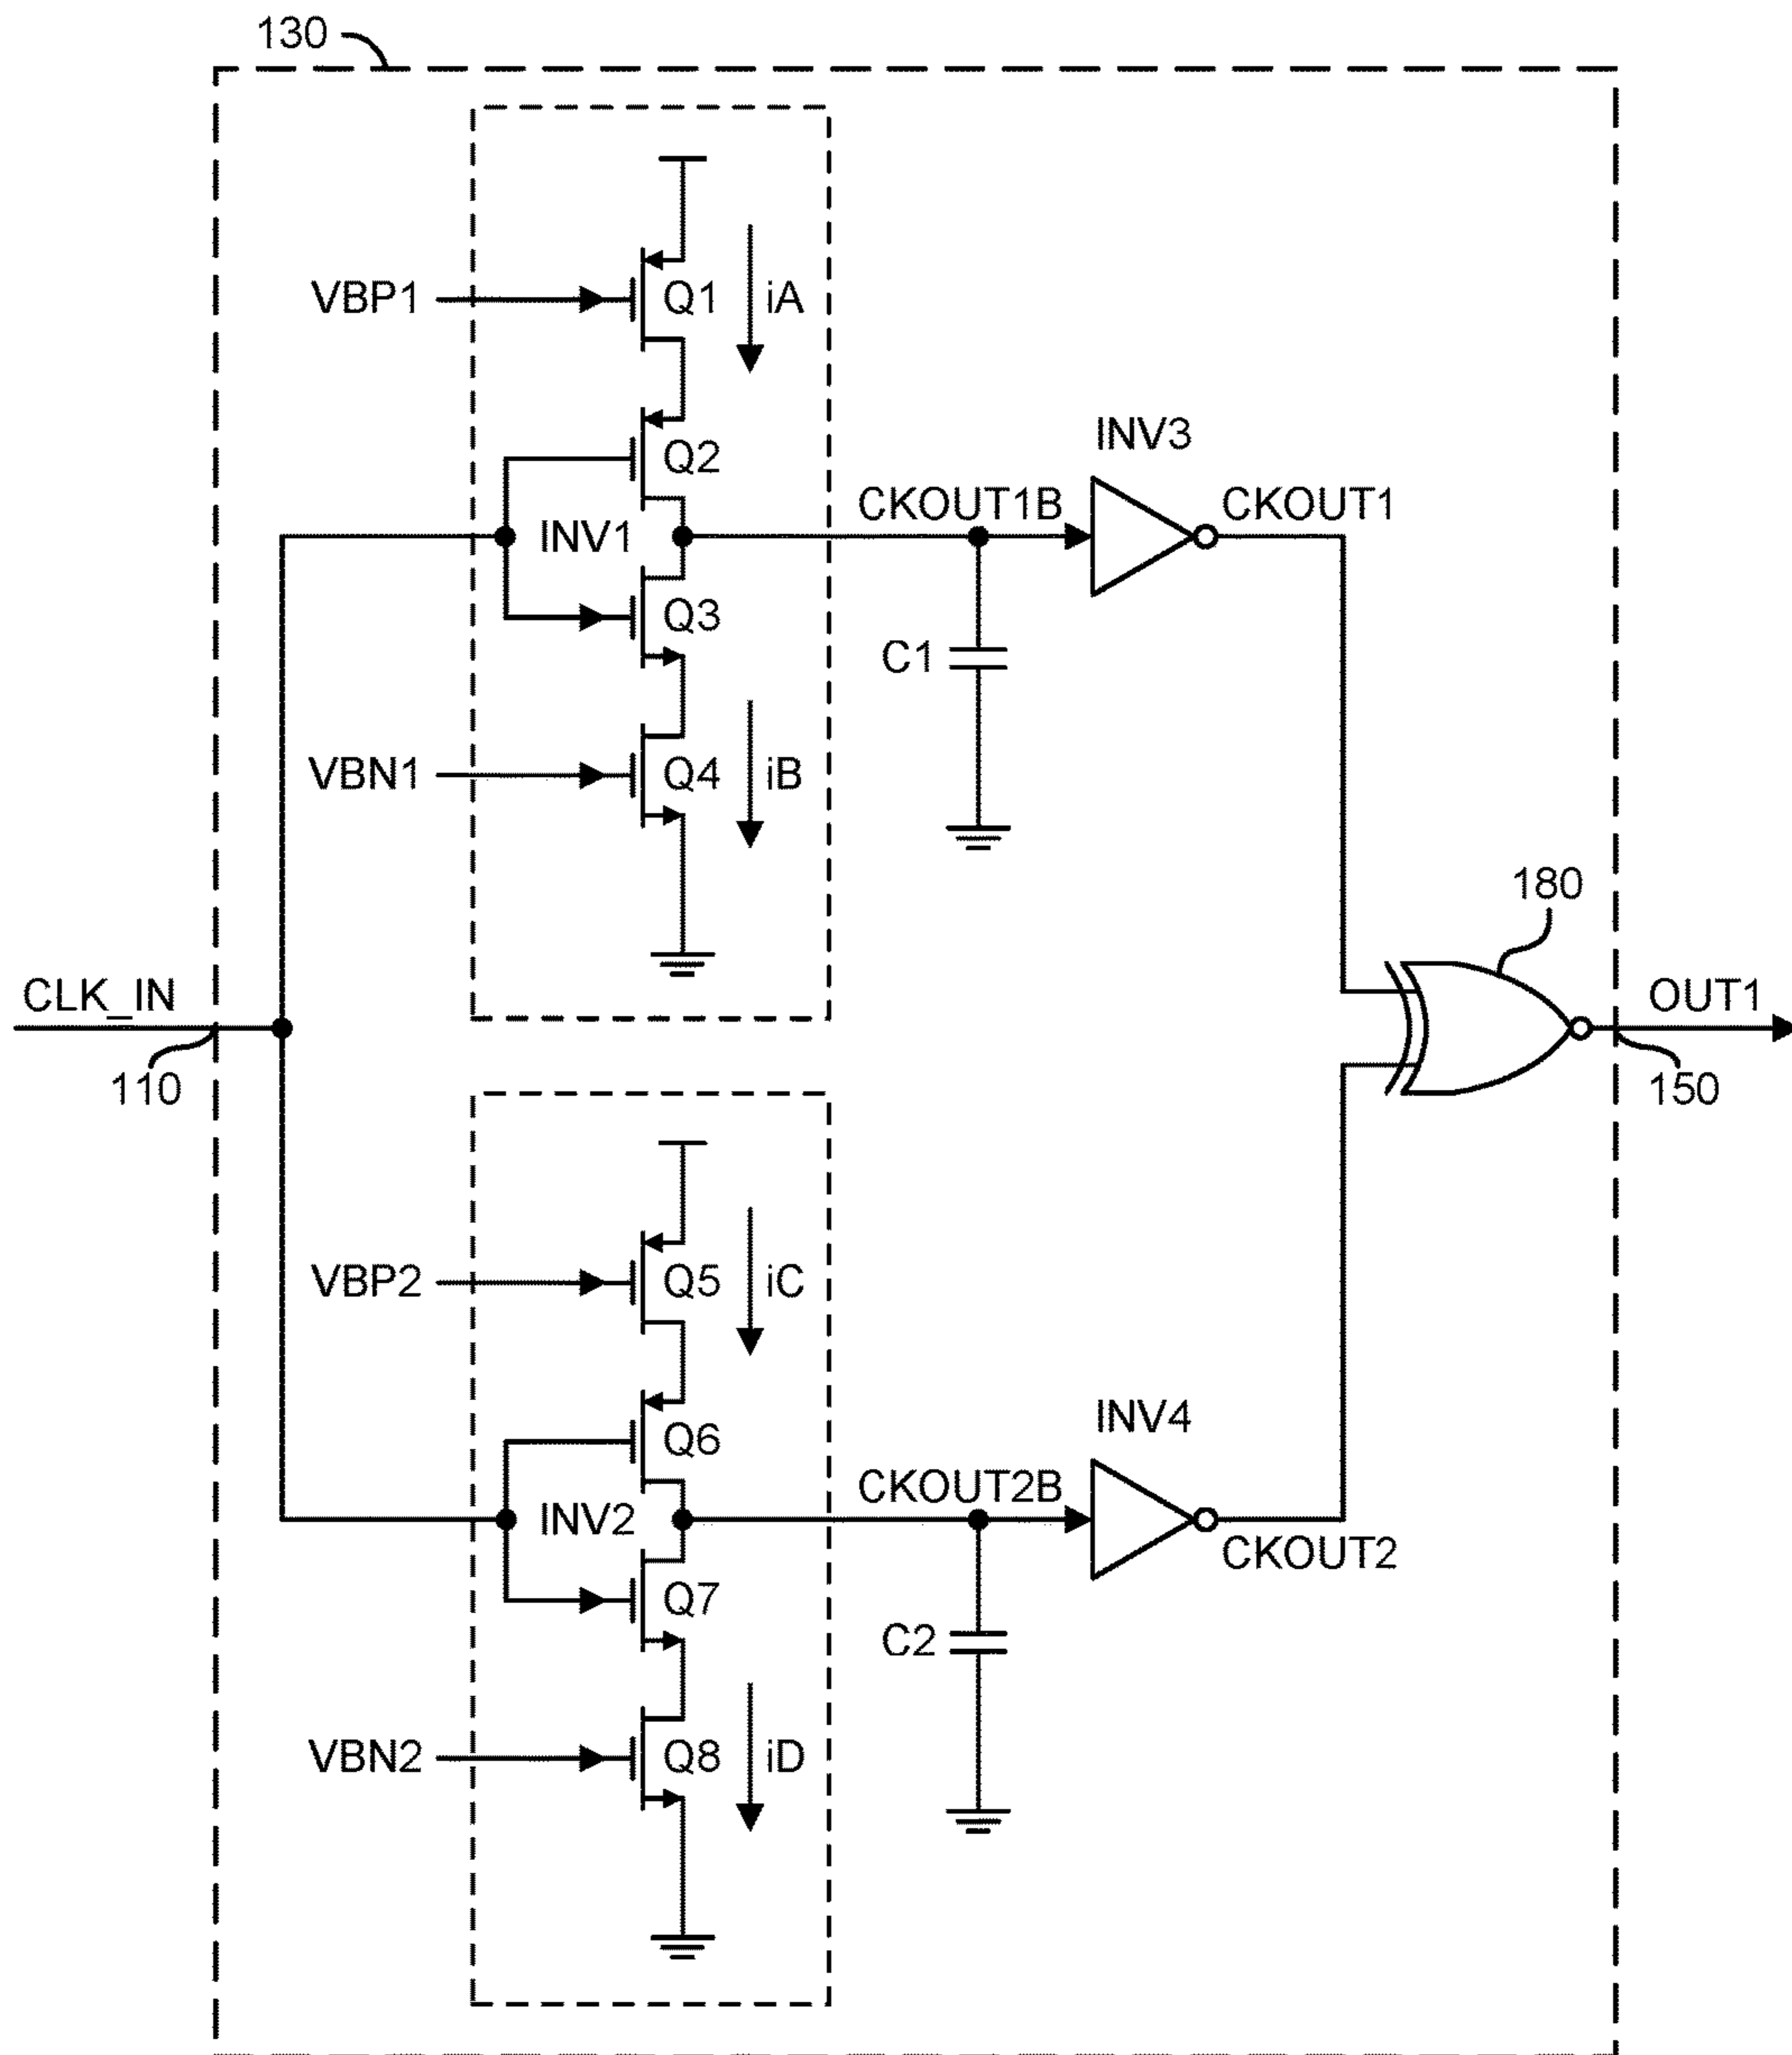 130
VBP1
Q1
iA
Q2
INV1
CKOUT1B
INV3
CKOUT1
Q3
C1
VBN1
Q4
iB
180
CLK_IN
OUT1
110
150
VBP2
Q5
iC
Q6
INV2
CKOUT2B
INV4
CKOUT2
Q7
C2
VBN2
Q8
iD